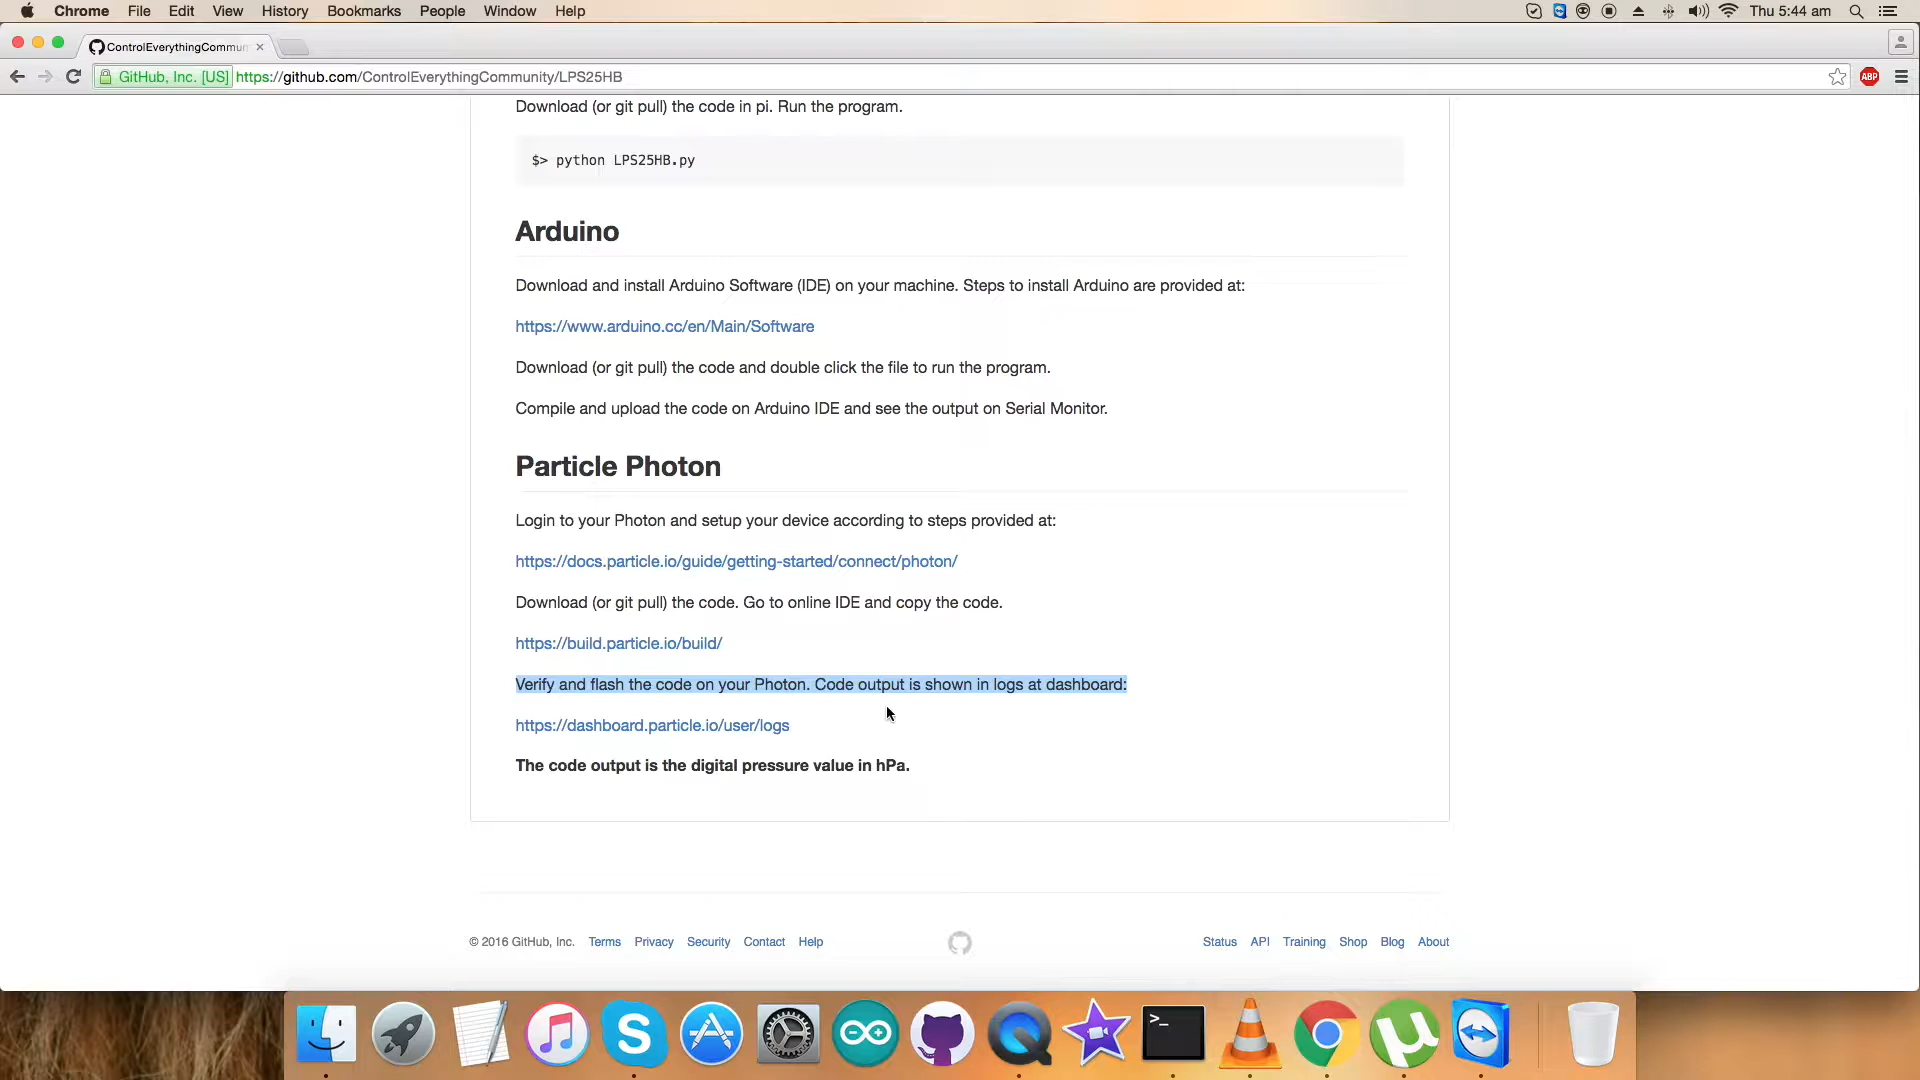 Chrome File Edit View History Bookmarks People Window Help Thu 5:44 am
ControlEverythingCommun
GitHub, Inc. [US] https://github.com/ControlEverythingCommunity/LPS25HB ABP
Download (or git pull) the code in pi. Run the program.
$> python LPS25HB.py
Arduino
Download and install Arduino Software (IDE) on your machine. Steps to install Arduino are provided at:
https://www.arduino.cc/en/Main/Software
Download (or git pull) the code and double click the file to run the program.
Compile and upload the code on Arduino IDE and see the output on Serial Monitor.
Particle Photon
Login to your Photon and setup your device according to steps provided at:
https://docs.particle.io/guide/getting-started/connect/photon/
Download (or git pull) the code. Go to online IDE and copy the code.
https://build.particle.io/build/
Verify and flash the code on your Photon. Code output is shown in logs at dashboard:
https://dashboard.particle.io/user/logs
The code output is the digital pressure value in hPa.
© 2016 GitHub, Inc. Terms Privacy Security Contact Help Status API Training Shop Blog About